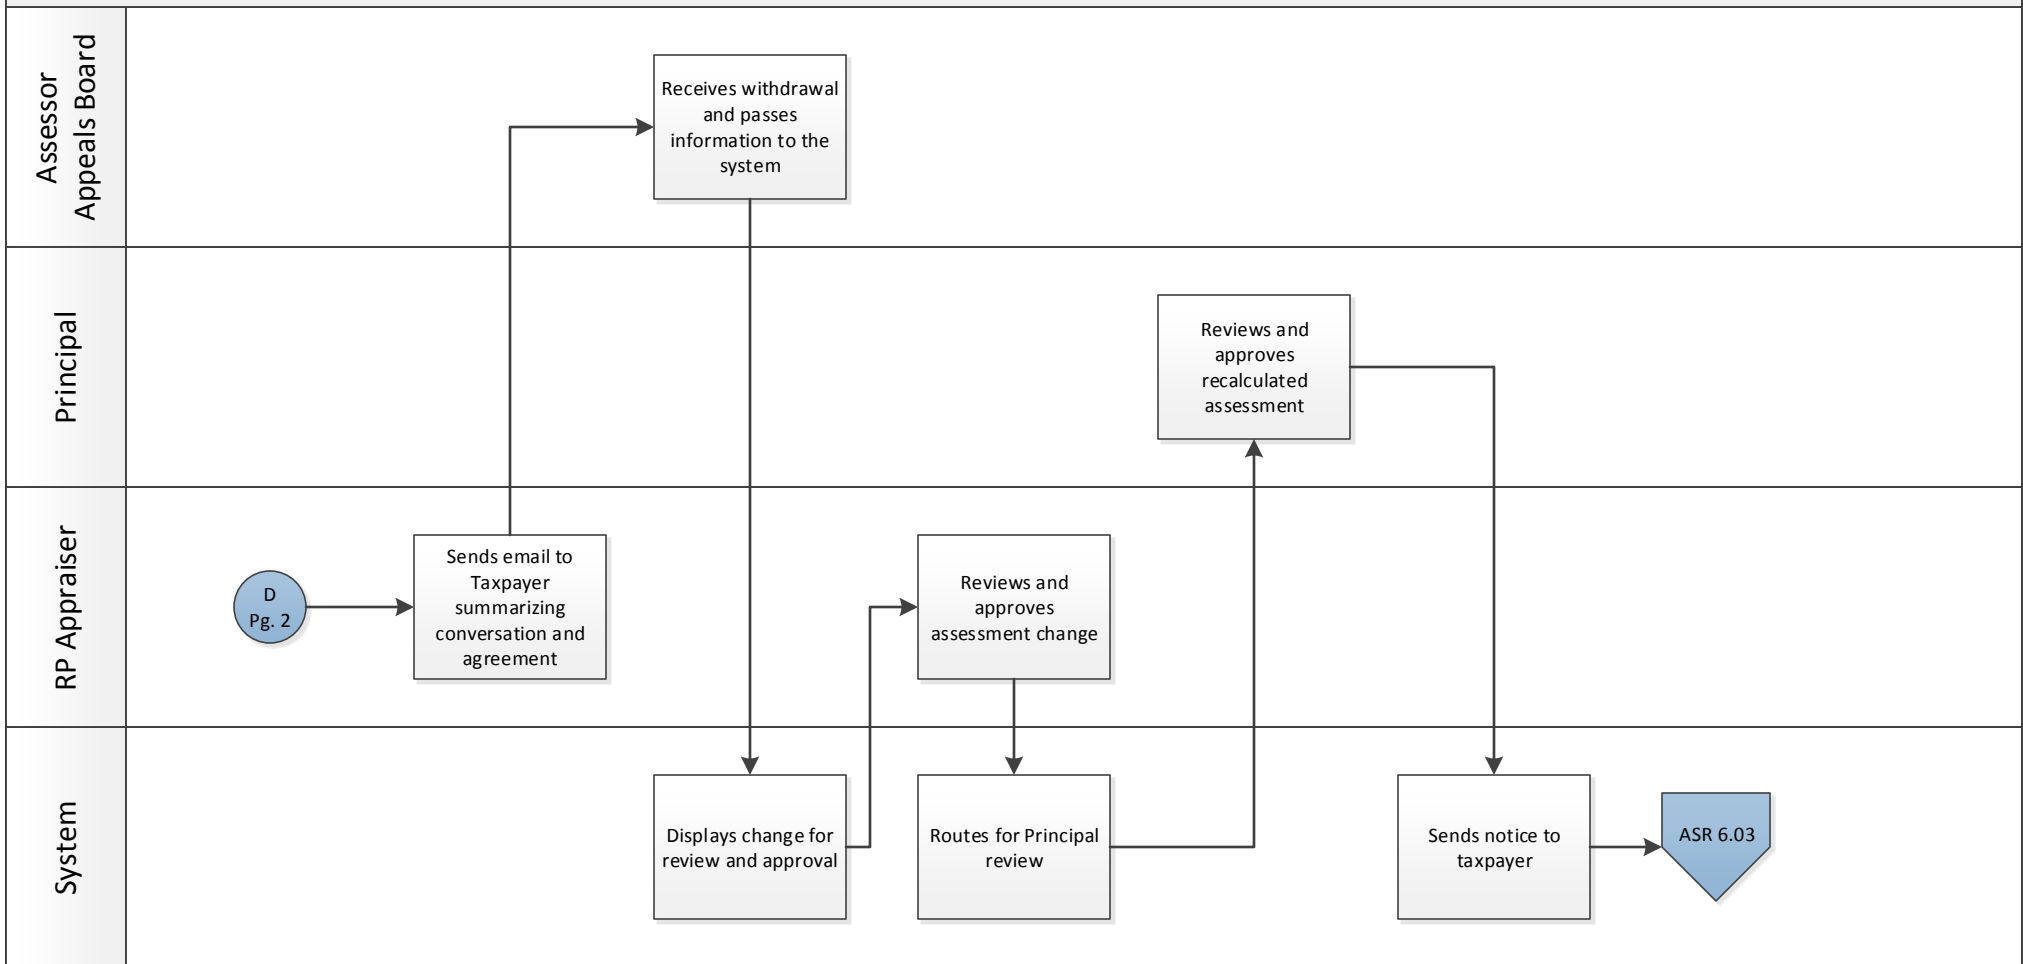 Assessor
Appeals Board
Receives withdrawal
and passes
information to the
system
Principal
Reviews and
approves
recalculated
assessment
RP Appraiser
D
Pg. 2
Sends email to
Taxpayer
summarizing
conversation and
agreement
Reviews and
approves
assessment change
System
Displays change for
review and approval
Routes for Principal
review
Sends notice to
taxpayer
ASR 6.03